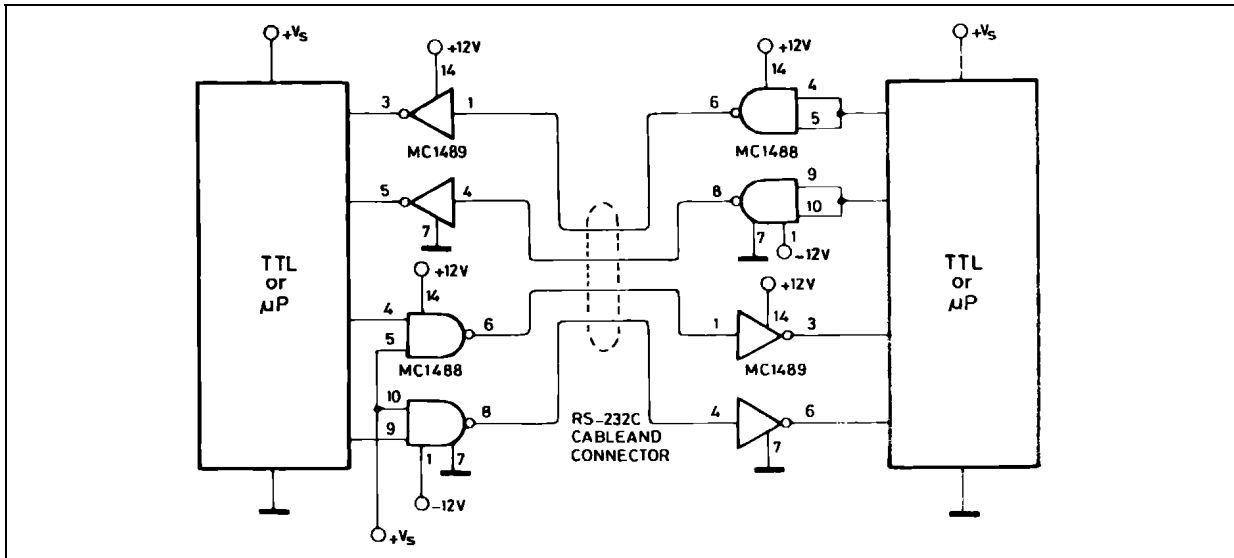 +VS
+VS
+12V
+12V
14
14
3
1
6
4
5
MC1489
MC1488
5
4
8
9
10
7
7
1
-12V
TTL
or
µP
TTL
or
µP
+12V
+12V
14
14
4
6
1
3
5
MC1488
MC1489
10
8
4
6
9
RS-232C
CABLEAND
CONNECTOR
1
7
7
-12V
+VS